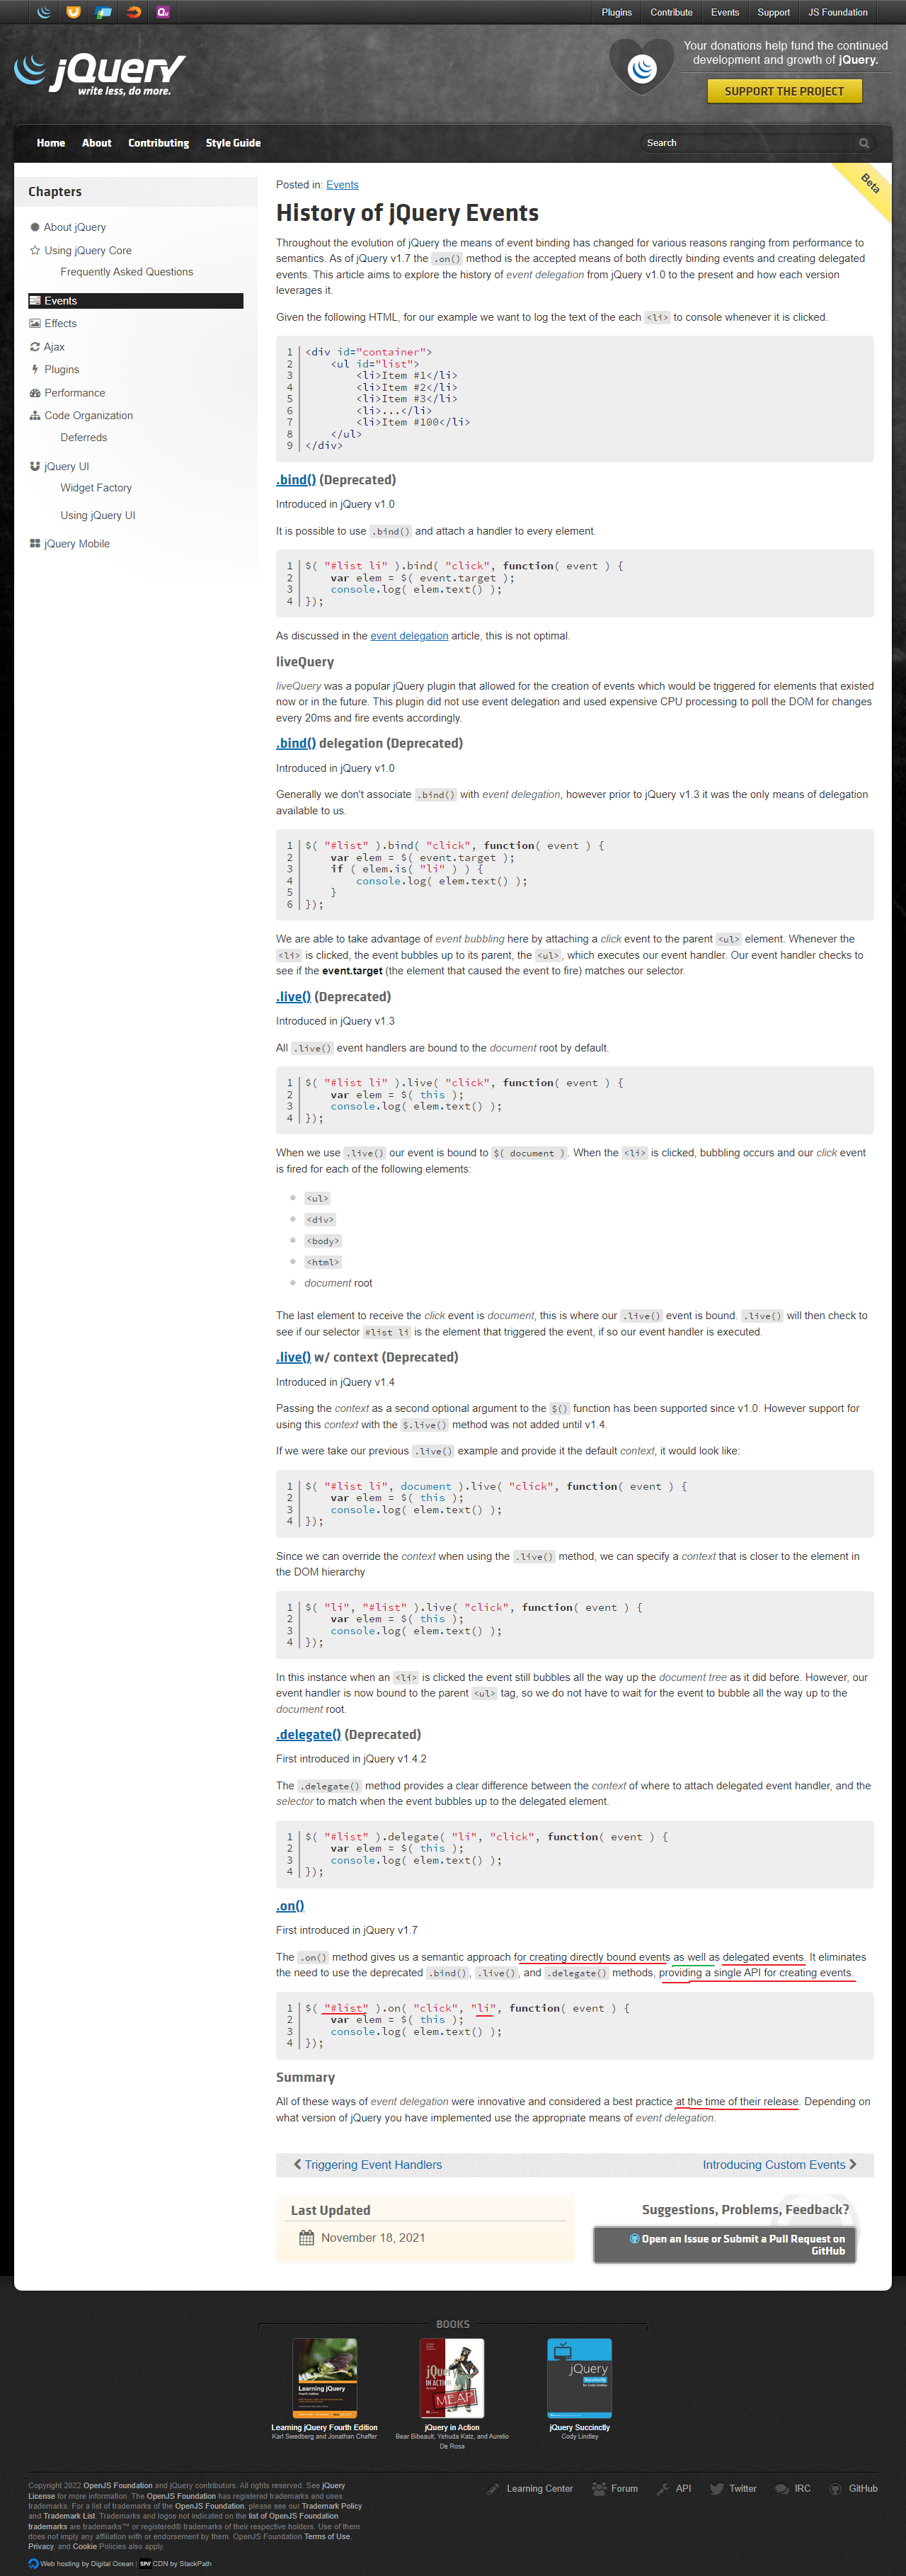 Plugins Contribute Events Support JS Foundation
jQuery
write less, do more.
Your donations help fund the continued
development and growth of jQuery.
SUPPORT THE PROJECT
Home About Contributing Style Guide
Search
Beta
Chapters
About jQuery
Using jQuery Core
Frequently Asked Questions
Events
Effects
Ajax
Plugins
Performance
Code Organization
Deferreds
jQuery UI
Widget Factory
Using jQuery UI
jQuery Mobile
Posted in: Events
History of jQuery Events
Throughout the evolution of jQuery the means of event binding has changed for various reasons ranging from performance to
semantics. As of jQuery v1.7 the .on() method is the accepted means of both directly binding events and creating delegated
events. This article aims to explore the history of event delegation from jQuery v1.0 to the present and how each version
leverages it.
Given the following HTML, for our example we want to log the text of the each <li> to console whenever it is clicked.
1 <div id="container">
2 <ul id="list">
3 <li>Item #1</li>
4 <li>Item #2</li>
5 <li>Item #3</li>
6 <li>...</li>
7 <li>Item #100</li>
8 </ul>
9 </div>
.bind() (Deprecated)
Introduced in jQuery v1.0
It is possible to use .bind() and attach a handler to every element.
1 $( "#list li" ).bind( "click", function( event ) {
2 var elem = $( event.target );
3 console.log( elem.text() );
4 });
As discussed in the event delegation article, this is not optimal.
liveQuery
liveQuery was a popular jQuery plugin that allowed for the creation of events which would be triggered for elements that existed
now or in the future. This plugin did not use event delegation and used expensive CPU processing to poll the DOM for changes
every 20ms and fire events accordingly.
.bind() delegation (Deprecated)
Introduced in jQuery v1.0
Generally we don't associate .bind() with event delegation, however prior to jQuery v1.3 it was the only means of delegation
available to us.
1 $( "#list" ).bind( "click", function( event ) {
2 var elem = $( event.target );
3 if ( elem.is( "li" ) ) {
4 console.log( elem.text() );
5 }
6 });
We are able to take advantage of event bubbling here by attaching a click event to the parent <ul> element. Whenever the
<li> is clicked, the event bubbles up to its parent, the <ul>, which executes our event handler. Our event handler checks to
see if the event.target (the element that caused the event to fire) matches our selector.
.live() (Deprecated)
Introduced in jQuery v1.3
All .live() event handlers are bound to the document root by default.
1 $( "#list li" ).live( "click", function( event ) {
2 var elem = $( this );
3 console.log( elem.text() );
4 });
When we use .live() our event is bound to $( document ). When the <li> is clicked, bubbling occurs and our click event
is fired for each of the following elements:
<ul>
<div>
<body>
<html>
document root
The last element to receive the click event is document, this is where our .live() event is bound. .live() will then check to
see if our selector #list li is the element that triggered the event, if so our event handler is executed.
.live() w/ context (Deprecated)
Introduced in jQuery v1.4
Passing the context as a second optional argument to the $() function has been supported since v1.0. However support for
using this context with the $.live() method was not added until v1.4.
If we were take our previous .live() example and provide it the default context, it would look like:
1 $( "#list li", document ).live( "click", function( event ) {
2 var elem = $( this );
3 console.log( elem.text() );
4 });
Since we can override the context when using the .live() method, we can specify a context that is closer to the element in
the DOM hierarchy
1 $( "li", "#list" ).live( "click", function( event ) {
2 var elem = $( this );
3 console.log( elem.text() );
4 });
In this instance when an <li> is clicked the event still bubbles all the way up the document tree as it did before. However, our
event handler is now bound to the parent <ul> tag, so we do not have to wait for the event to bubble all the way up to the
document root.
.delegate() (Deprecated)
First introduced in jQuery v1.4.2
The .delegate() method provides a clear difference between the context of where to attach delegated event handler, and the
selector to match when the event bubbles up to the delegated element.
1 $( "#list" ).delegate( "li", "click", function( event ) {
2 var elem = $( this );
3 console.log( elem.text() );
4 });
.on()
First introduced in jQuery v1.7
The .on() method gives us a semantic approach for creating directly bound events as well as delegated events. It eliminates
the need to use the deprecated .bind(), .live(), and .delegate() methods, providing a single API for creating events.
1 $( "#list" ).on( "click", "li", function( event ) {
2 var elem = $( this );
3 console.log( elem.text() );
4 });
Summary
All of these ways of event delegation were innovative and considered a best practice at the time of their release. Depending on
what version of jQuery you have implemented use the appropriate means of event delegation.
Triggering Event Handlers Introducing Custom Events
Last Updated
November 18, 2021
Suggestions, Problems, Feedback?
Open an Issue or Submit a Pull Request on
GitHub
BOOKS
Learning jQuery
jQuery
IN ACTION
MEAP
jQuery
Learning jQuery Fourth Edition
Karl Swedberg and Jonathan Chaffer
jQuery in Action
Bear Bibeault, Yehuda Katz, and Aurelio
De Rosa
jQuery Succinctly
Cody Lindley
Copyright 2022 OpenJS Foundation and jQuery contributors. All rights reserved. See jQuery
License for more information. The OpenJS Foundation has registered trademarks and uses
trademarks. For a list of trademarks of the OpenJS Foundation, please see our Trademark Policy
and Trademark List. Trademarks and logos not indicated on the list of OpenJS Foundation
trademarks are trademarks™ or registered® trademarks of their respective holders. Use of them
does not imply any affiliation with or endorsement by them. OpenJS Foundation Terms of Use,
Privacy, and Cookie Policies also apply.
Web hosting by Digital Ocean | CDN by StackPath
Learning Center Forum API Twitter IRC GitHub